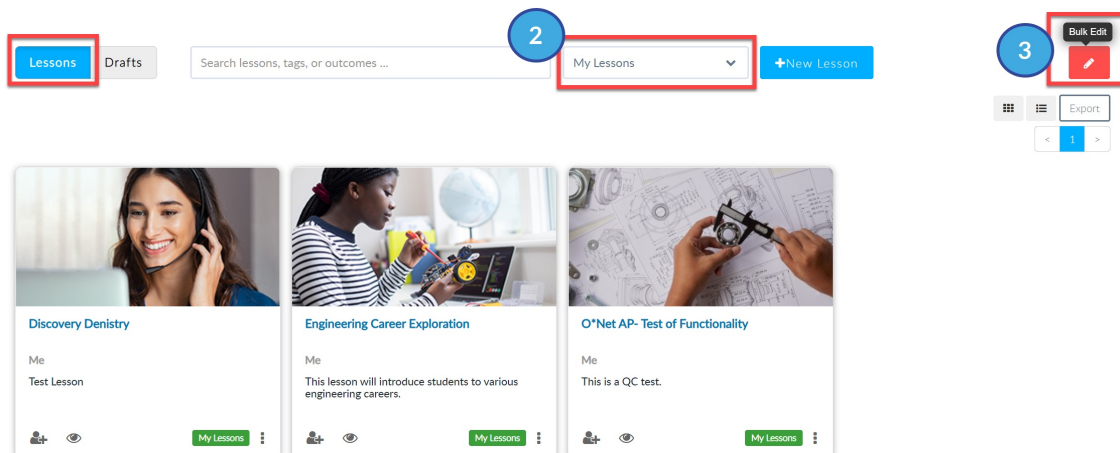 Bulk Edit
2
3
Lessons Drafts Search lessons, tags, or outcomes ... My Lessons +New Lesson
Export
< 1 >
Discovery Denistry
Me
Test Lesson
My Lessons
Engineering Career Exploration
Me
This lesson will introduce students to various
engineering careers.
My Lessons
O*Net AP- Test of Functionality
Me
This is a QC test.
My Lessons